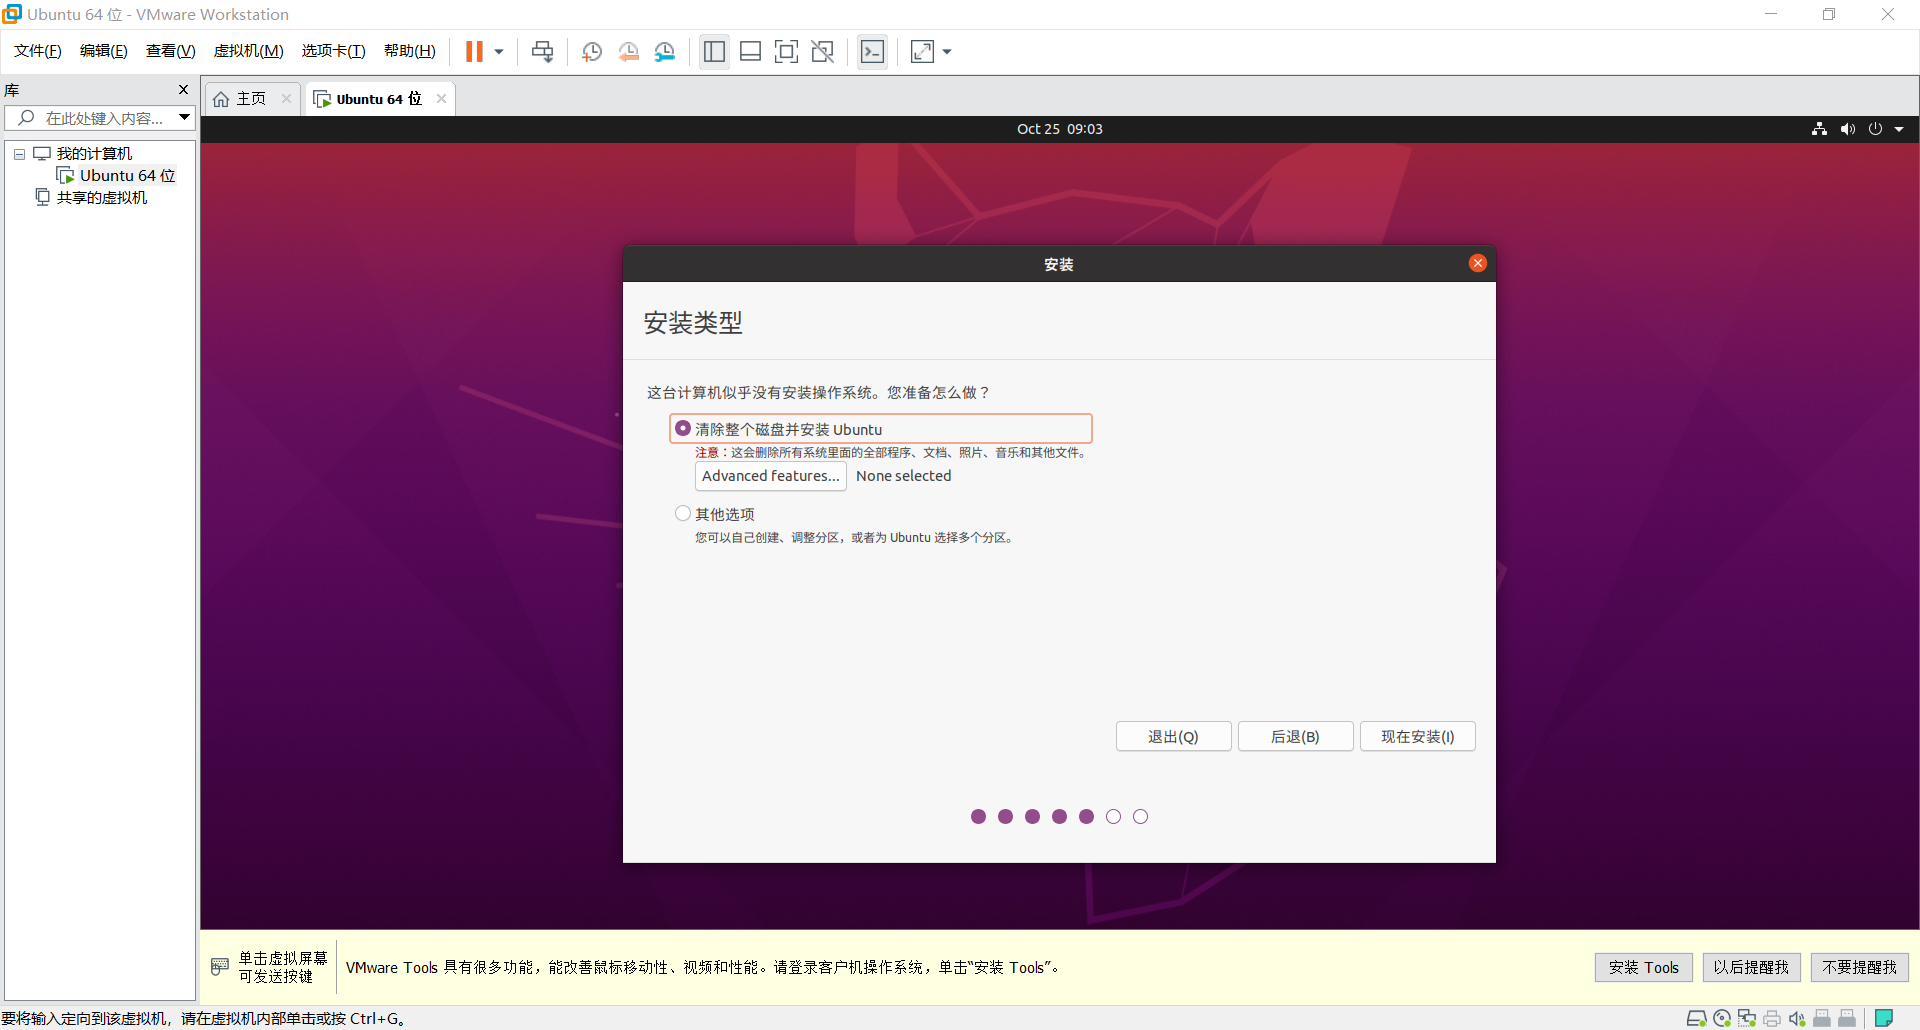 Ubuntu 64 位 - VMware Workstation
文件(F) 编辑(E) 查看(V) 虚拟机(M) 选项卡(T) 帮助(H)
库
主页
Ubuntu 64 位
在此处键入内容...
我的计算机
Ubuntu 64 位
共享的虚拟机
Oct 25 09:03
安装
安装类型
这台计算机似乎没有安装操作系统。您准备怎么做？
清除整个磁盘并安装 Ubuntu
注意：这会删除所有系统里面的全部程序、文档、照片、音乐和其他文件。
Advanced features... None selected
其他选项
您可以自己创建、调整分区，或者为 Ubuntu 选择多个分区。
退出(Q) 后退(B) 现在安装(I)
单击虚拟屏幕
可发送按键
VMware Tools 具有很多功能，能改善鼠标移动性、视频和性能。请登录客户机操作系统，单击“安装 Tools”。
安装 Tools 以后提醒我 不要提醒我
要将输入定向到该虚拟机，请在虚拟机内部单击或按 Ctrl+G。